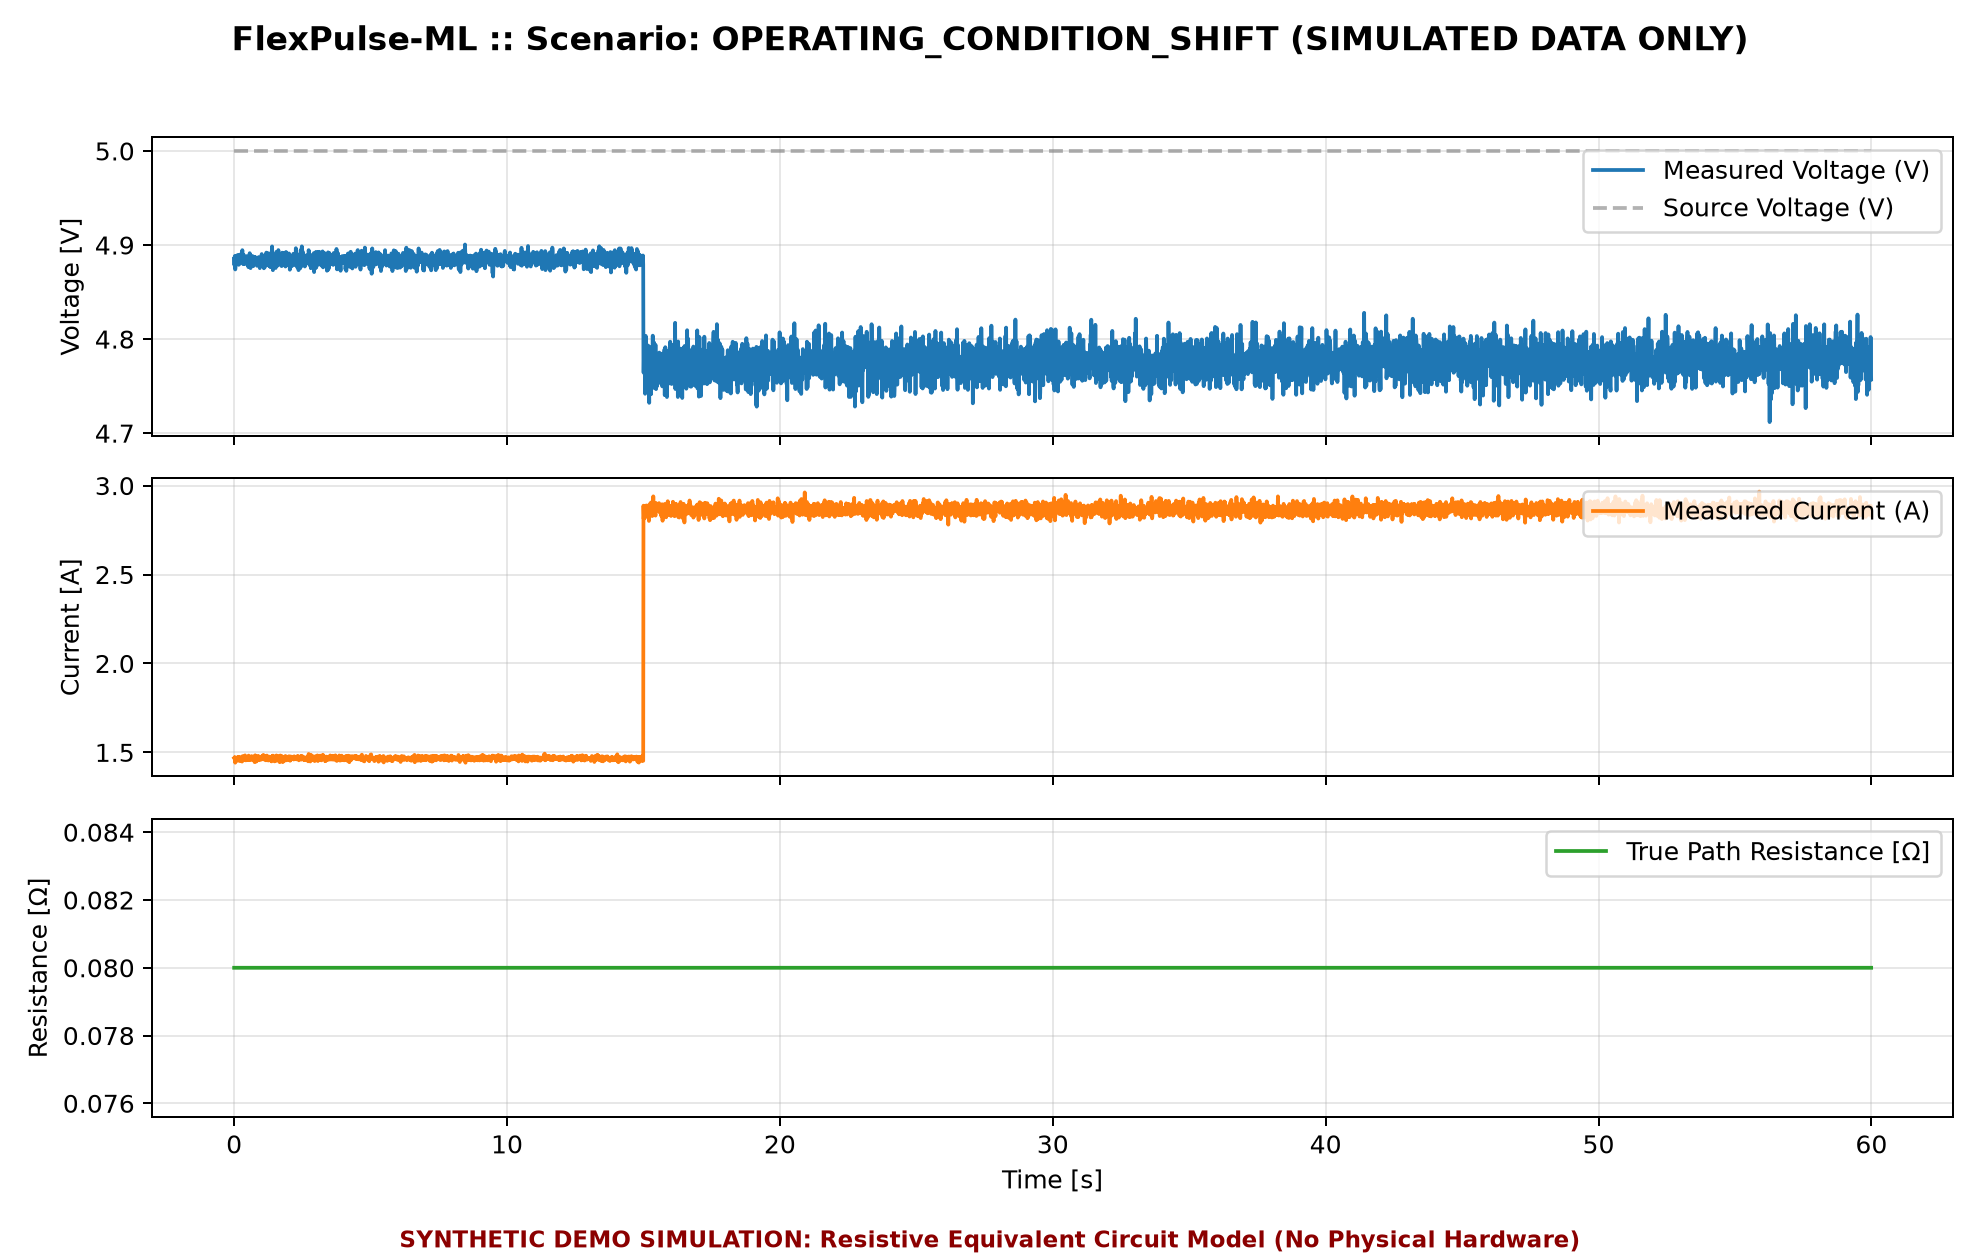 FlexPulse-ML :: Scenario: OPERATING_CONDITION_SHIFT (SIMULATED DATA ONLY)
Voltage [V]
5.0
4.9
4.8
4.7
Measured Voltage (V)
Source Voltage (V)
Current [A]
3.0
2.5
2.0
1.5
Measured Current (A)
Resistance [Ω]
0.084
0.082
0.080
0.078
0.076
True Path Resistance [Ω]
0 10 20 30 40 50 60
Time [s]
SYNTHETIC DEMO SIMULATION: Resistive Equivalent Circuit Model (No Physical Hardware)